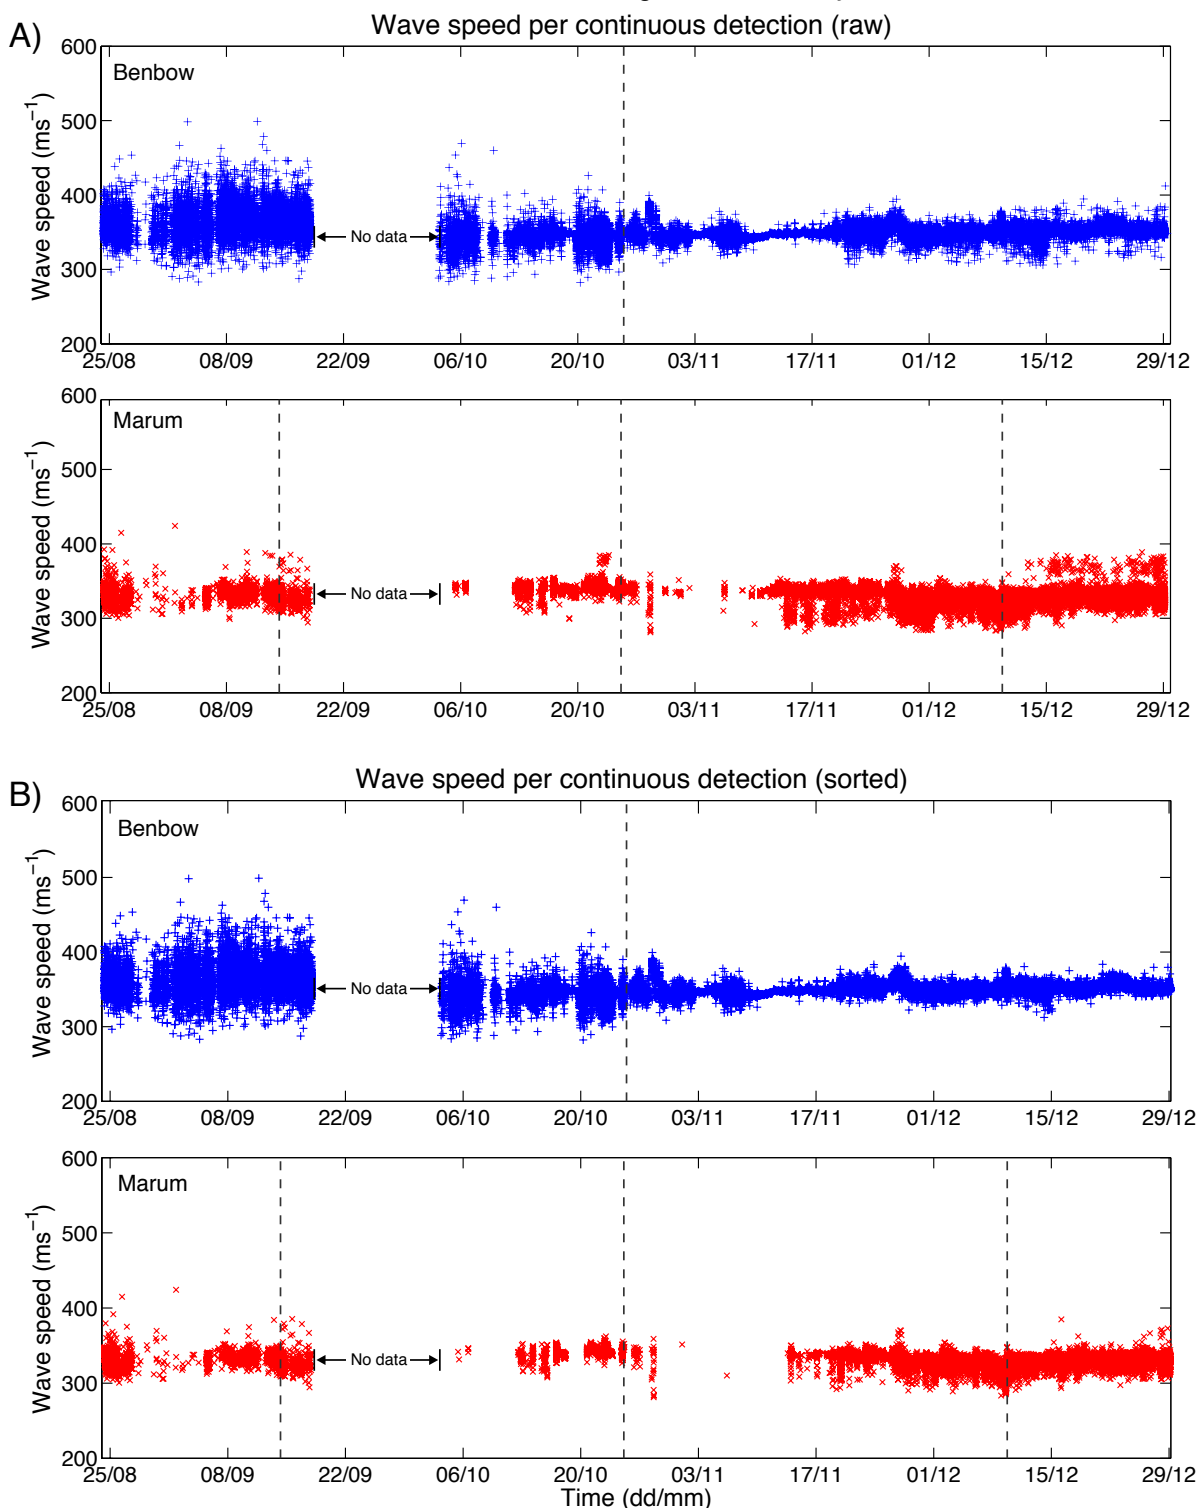 A)
Wave speed per continuous detection (raw)
600
Benbow
500
400
No data
300
200
Wave speed (ms⁻¹)
25/08 08/09 22/09 06/10 20/10 03/11 17/11 01/12 15/12 29/12
600
Marum
500
400
No data
300
200
Wave speed (ms⁻¹)
25/08 08/09 22/09 06/10 20/10 03/11 17/11 01/12 15/12 29/12
B)
Wave speed per continuous detection (sorted)
600
Benbow
500
400
No data
300
200
Wave speed (ms⁻¹)
25/08 08/09 22/09 06/10 20/10 03/11 17/11 01/12 15/12 29/12
600
Marum
500
400
No data
300
200
Wave speed (ms⁻¹)
25/08 08/09 22/09 06/10 20/10 03/11 17/11 01/12 15/12 29/12
Time (dd/mm)